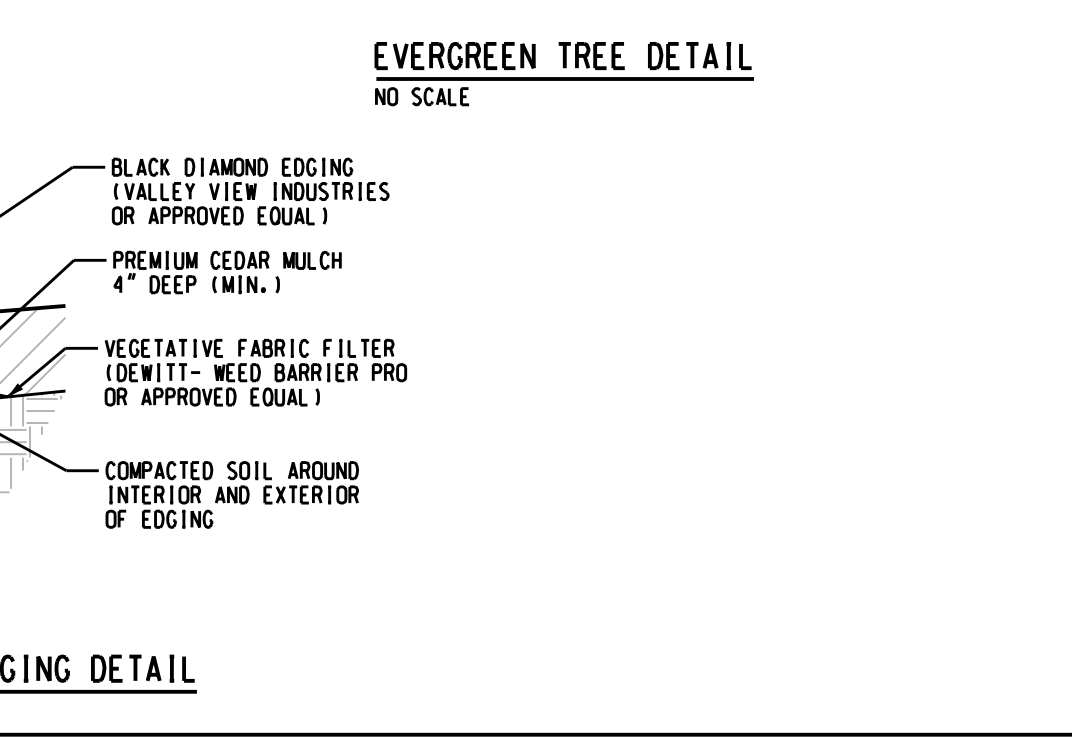 EVERGREEN TREE DETAIL
NO SCALE
BLACK DIAMOND EDGING
(VALLEY VIEW INDUSTRIES
OR APPROVED EQUAL)
PREMIUM CEDAR MULCH
4" DEEP (MIN.)
VEGETATIVE FABRIC FILTER
(DEWITT- WEED BARRIER PRO
OR APPROVED EQUAL)
COMPACTED SOIL AROUND
INTERIOR AND EXTERIOR
OF EDGING
GING DETAIL